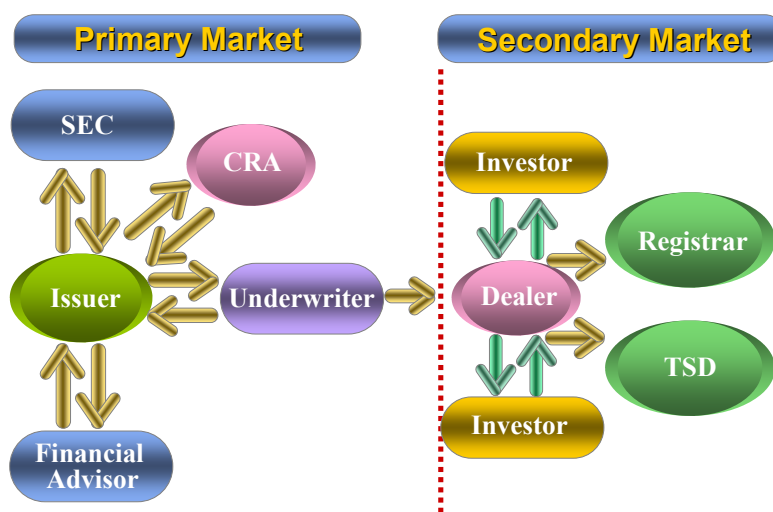 Primary Market
Secondary Market
SEC
CRA
Investor
Registrar
Issuer
Underwriter
Dealer
TSD
Investor
Financial
Advisor